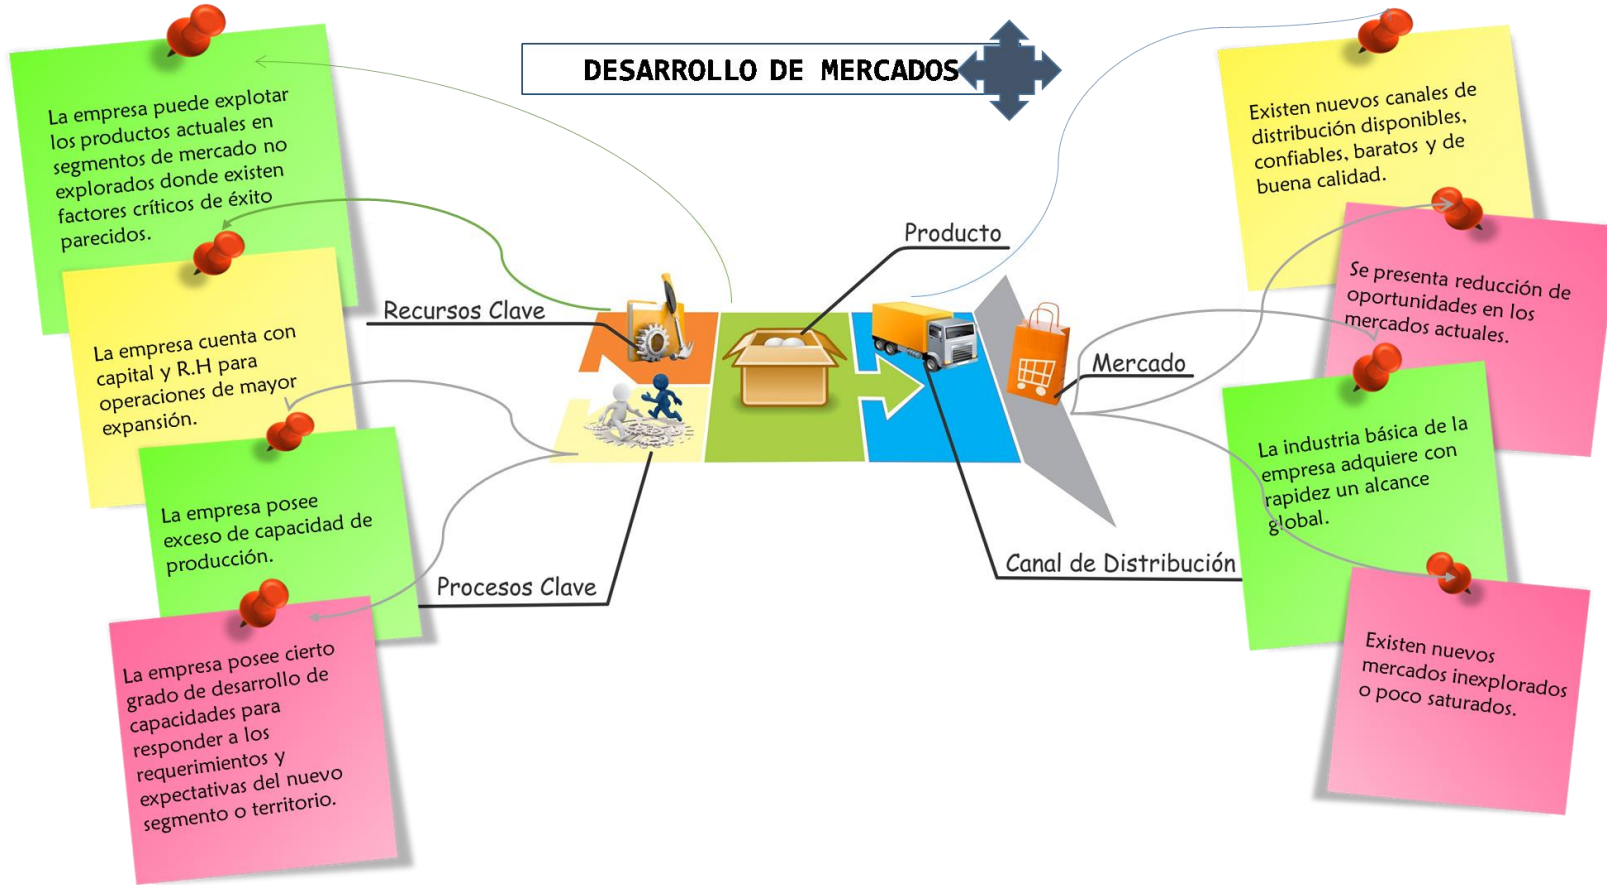 DESARROLLO DE MERCADOS
La empresa puede explotar
los productos actuales en
segmentos de mercado no
explorados donde existen
factores críticos de éxito
parecidos.
La empresa cuenta con
capital y R.H para
operaciones de mayor
expansión.
La empresa posee
exceso de capacidad de
producción.
La empresa posee cierto
grado de desarrollo de
capacidades para
responder a los
requerimientos y
expectativas del nuevo
segmento o territorio.
Recursos Clave
Procesos Clave
Producto
Mercado
Canal de Distribución
Existen nuevos canales de
distribución disponibles,
confiables, baratos y de
buena calidad.
Se presenta reducción de
oportunidades en los
mercados actuales.
La industria básica de la
empresa adquiere con
rapidez un alcance
global.
Existen nuevos
mercados inexplorados
o poco saturados.